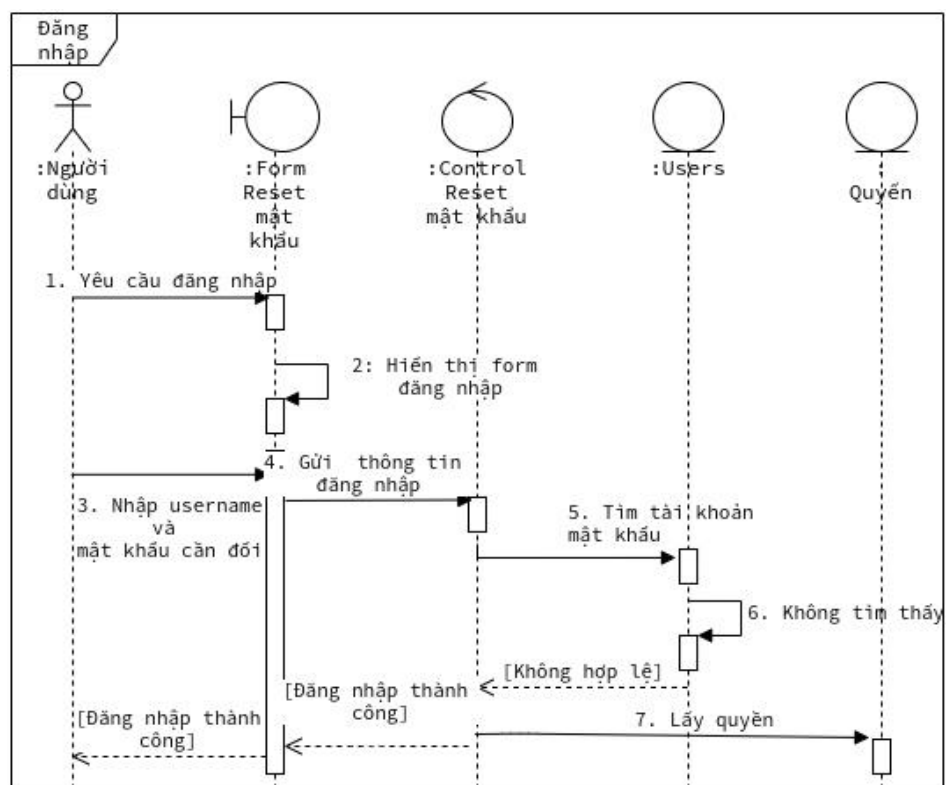 Đăng
nhập
:Người
dùng
:Form
Reset
mật
khẩu
:Control
Reset
mật khẩu
:Users
:
Quyến
1. Yêu cầu đăng nhập
2: Hiển thị form
đăng nhập
4. Gửi thông tin
đăng nhập
3. Nhập username
và
mật khẩu cần đổi
5. Tìm tài khoản
mật khẩu
6. Không tìm thấy
[Không hợp lệ]
[Đăng nhập thành
công]
[Đăng nhập thành
công]
7. Lấy quyền